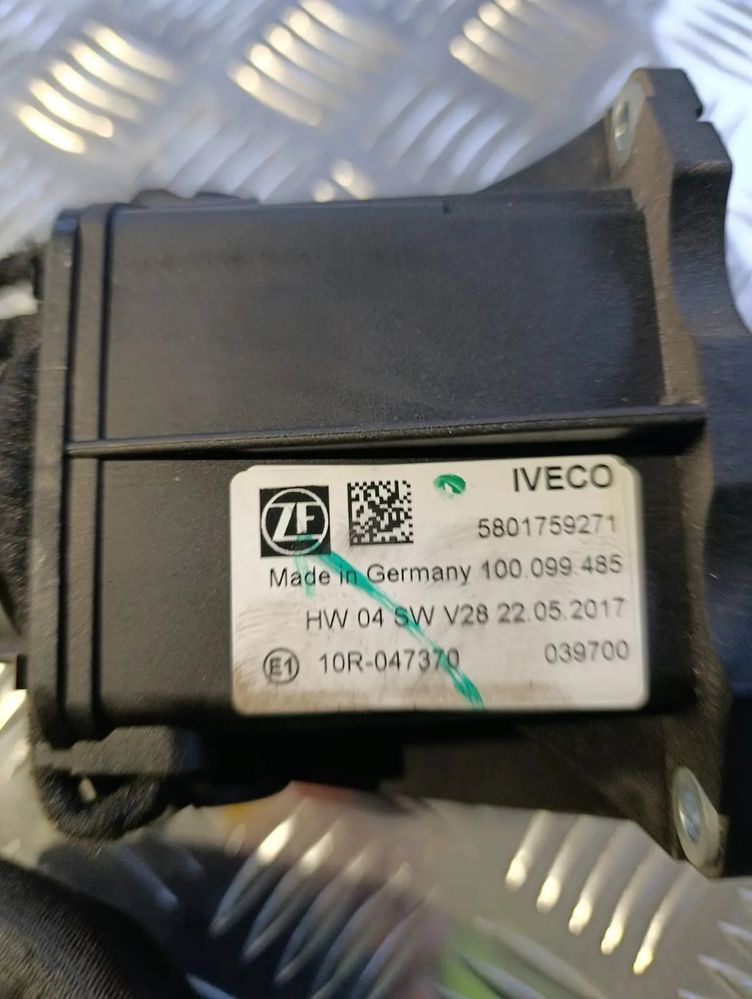 IVECO
ZF
5801759271
Made in Germany 100.099.485
HW 04 SW V28 22.05.2017
E1 10R-047370 039700